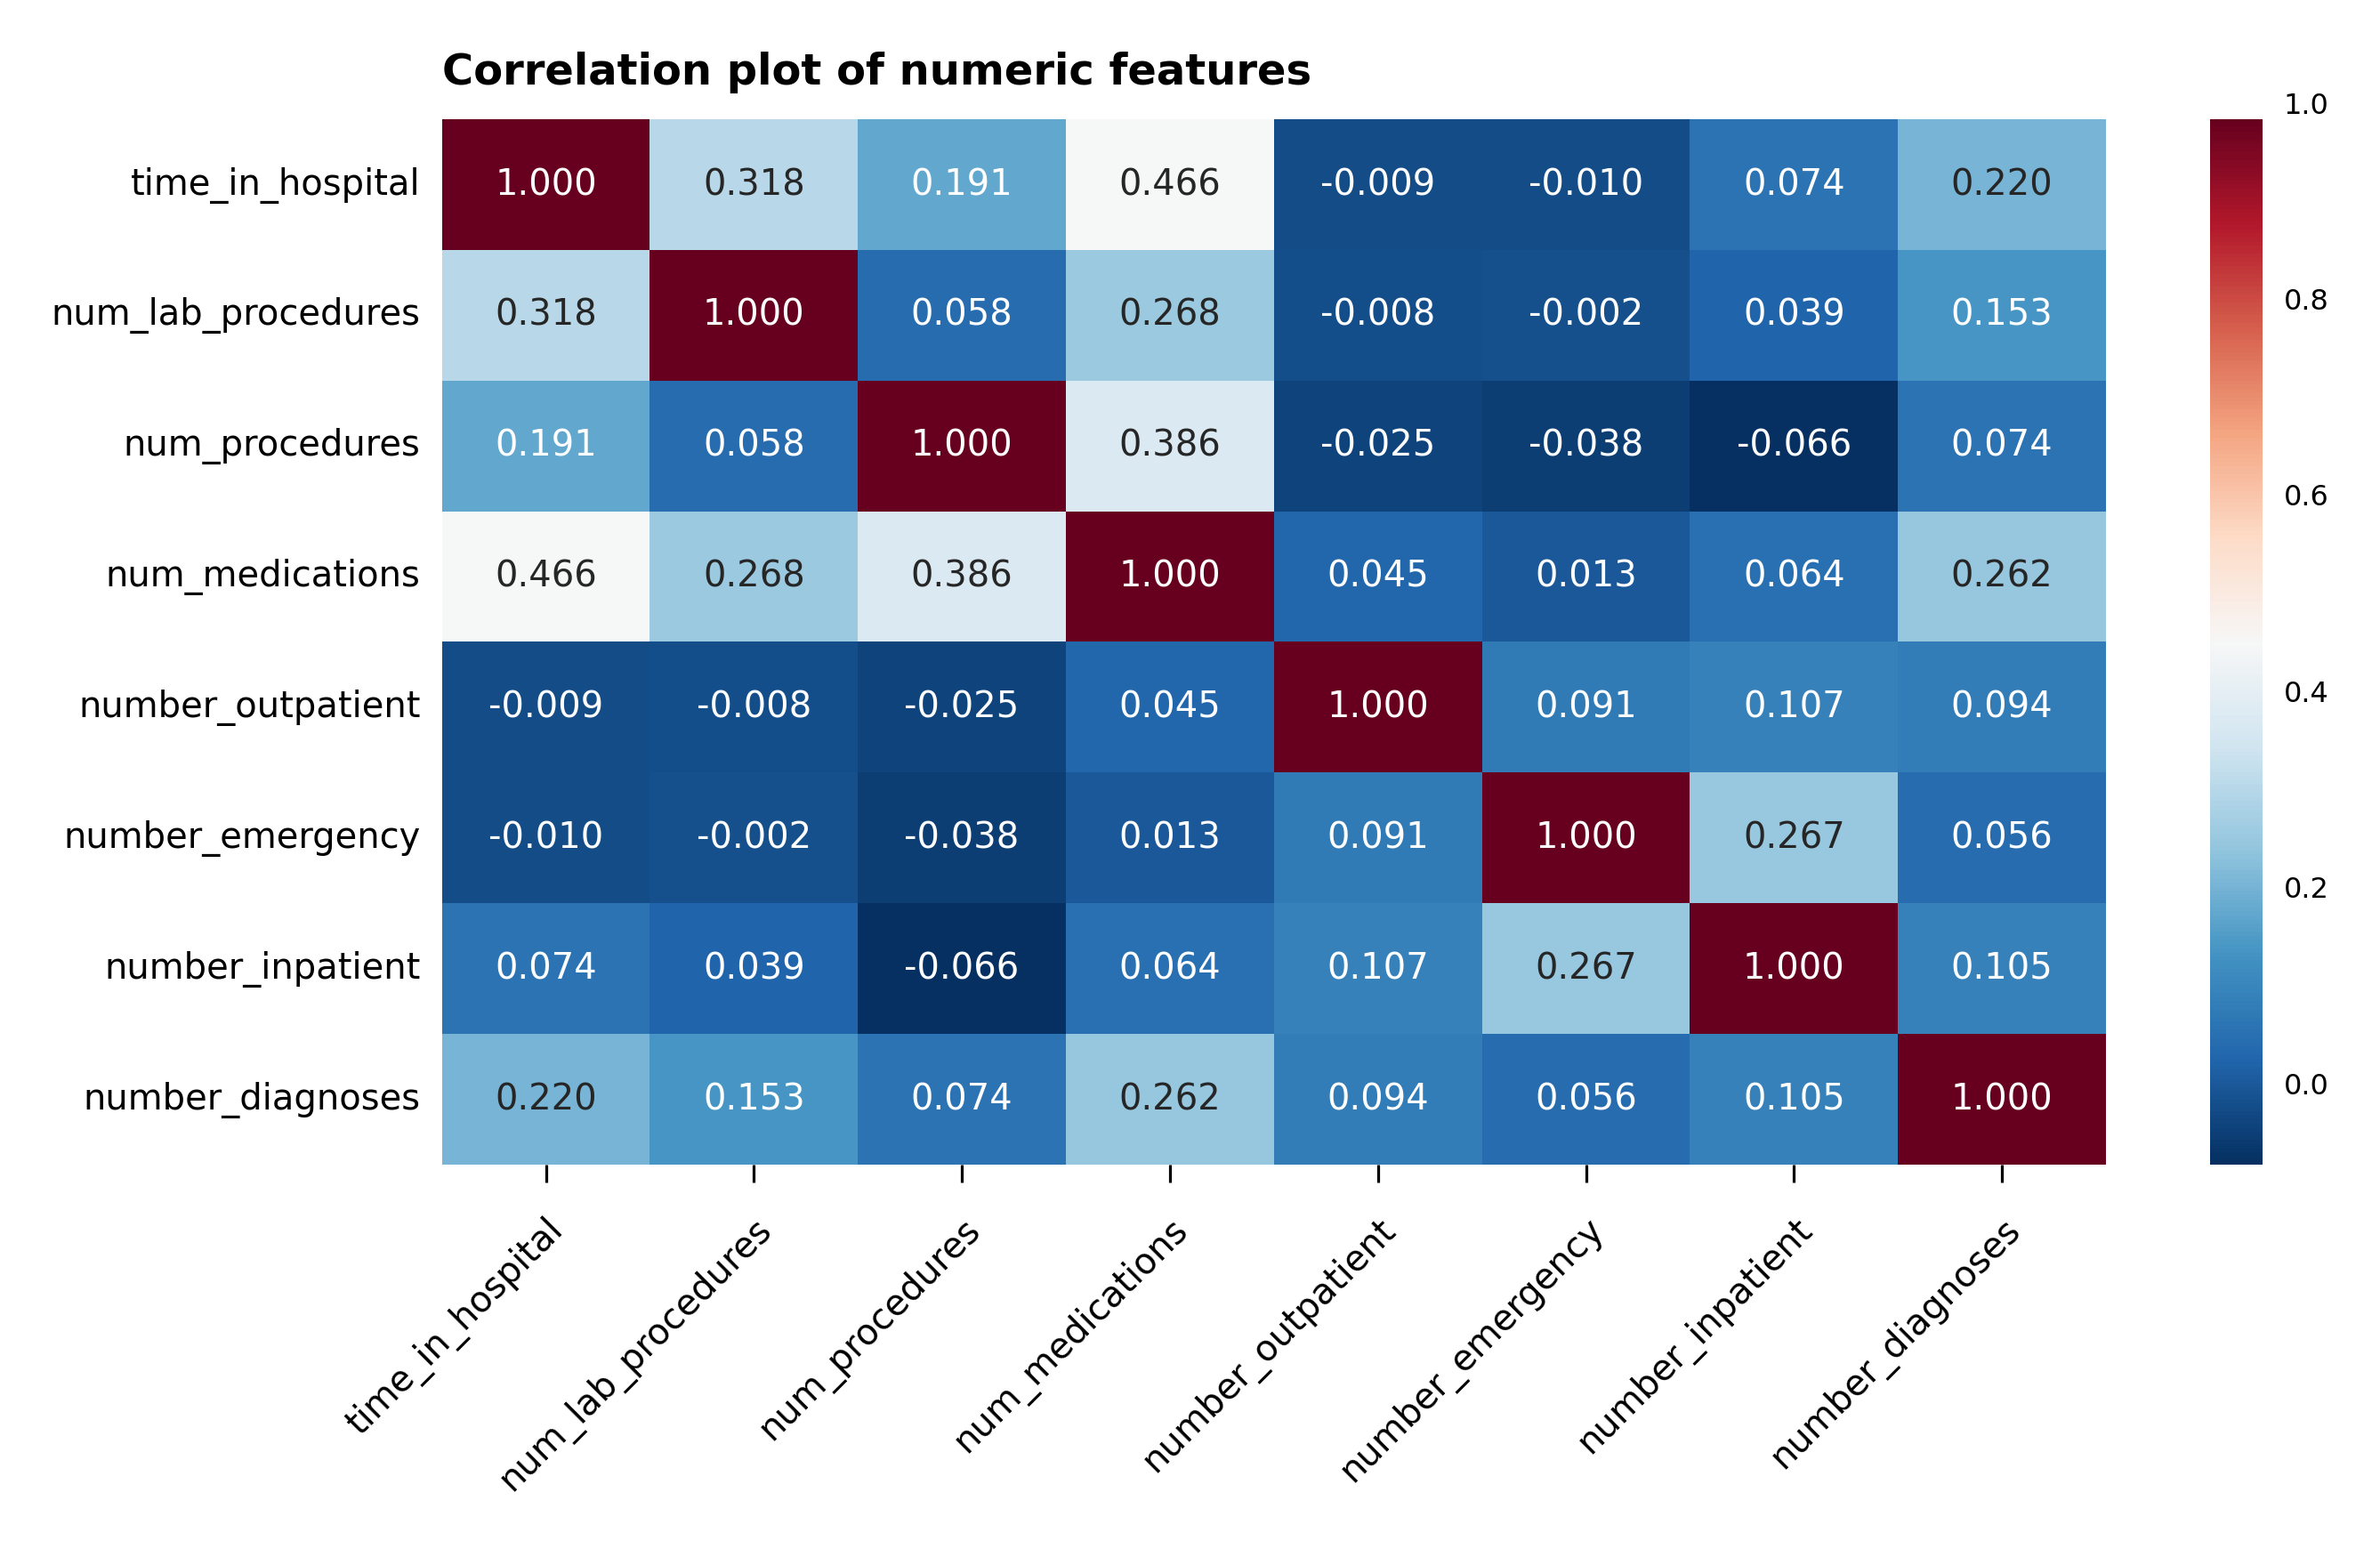 Correlation plot of numeric features
1.0
time_in_hospital 1.000 0.318 0.191 0.466 -0.009 -0.010 0.074 0.220
0.8
num_lab_procedures 0.318 1.000 0.058 0.268 -0.008 -0.002 0.039 0.153
num_procedures 0.191 0.058 1.000 0.386 -0.025 -0.038 -0.066 0.074
0.6
num_medications 0.466 0.268 0.386 1.000 0.045 0.013 0.064 0.262
0.4
number_outpatient -0.009 -0.008 -0.025 0.045 1.000 0.091 0.107 0.094
number_emergency -0.010 -0.002 -0.038 0.013 0.091 1.000 0.267 0.056
0.2
number_inpatient 0.074 0.039 -0.066 0.064 0.107 0.267 1.000 0.105
0.0
number_diagnoses 0.220 0.153 0.074 0.262 0.094 0.056 0.105 1.000
time_in_hospital
num_lab_procedures
num_procedures
num_medications
number_outpatient
number_emergency
number_inpatient
number_diagnoses